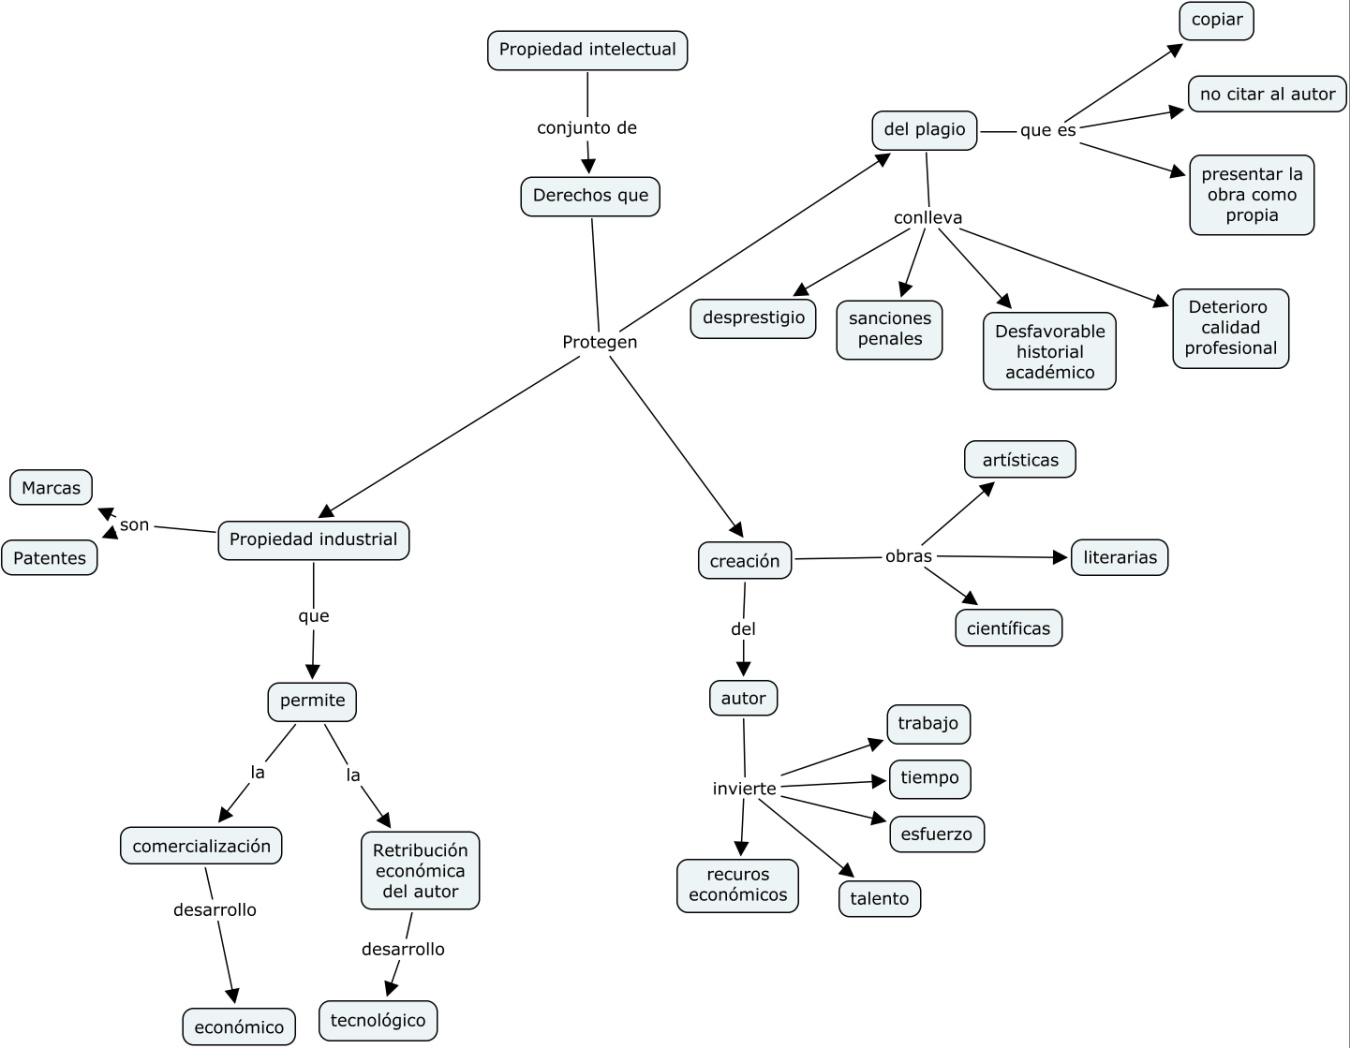 Propiedad intelectual
conjunto de
Derechos que
Protegen
del plagio
que es
copiar
no citar al autor
presentar la
obra como
propia
conlleva
desprestigio
sanciones
penales
Desfavorable
historial
académico
Deterioro
calidad
profesional
Propiedad industrial
son
Marcas
Patentes
que
permite
la
la
comercialización
desarrollo
económico
Retribución
económica
del autor
desarrollo
tecnológico
creación
obras
artísticas
literarias
científicas
del
autor
invierte
trabajo
tiempo
esfuerzo
talento
recuros
económicos